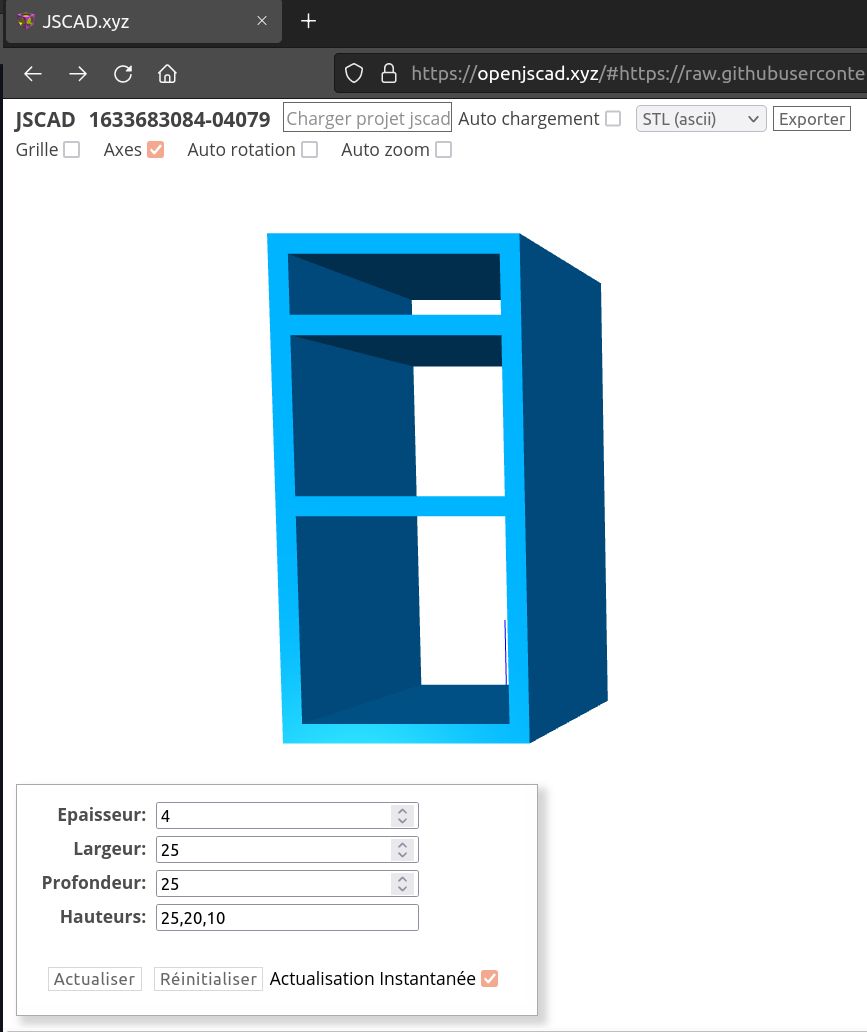 JSCAD.xyz
https://openjscad.xyz/#https://raw.githubuserconte
JSCAD 1633683084-04079 Charger projet jscad Auto chargement STL (ascii) Exporter
Grille Axes Auto rotation Auto zoom
Epaisseur: 4
Largeur: 25
Profondeur: 25
Hauteurs: 25,20,10
Actualiser Réinitialiser Actualisation Instantanée